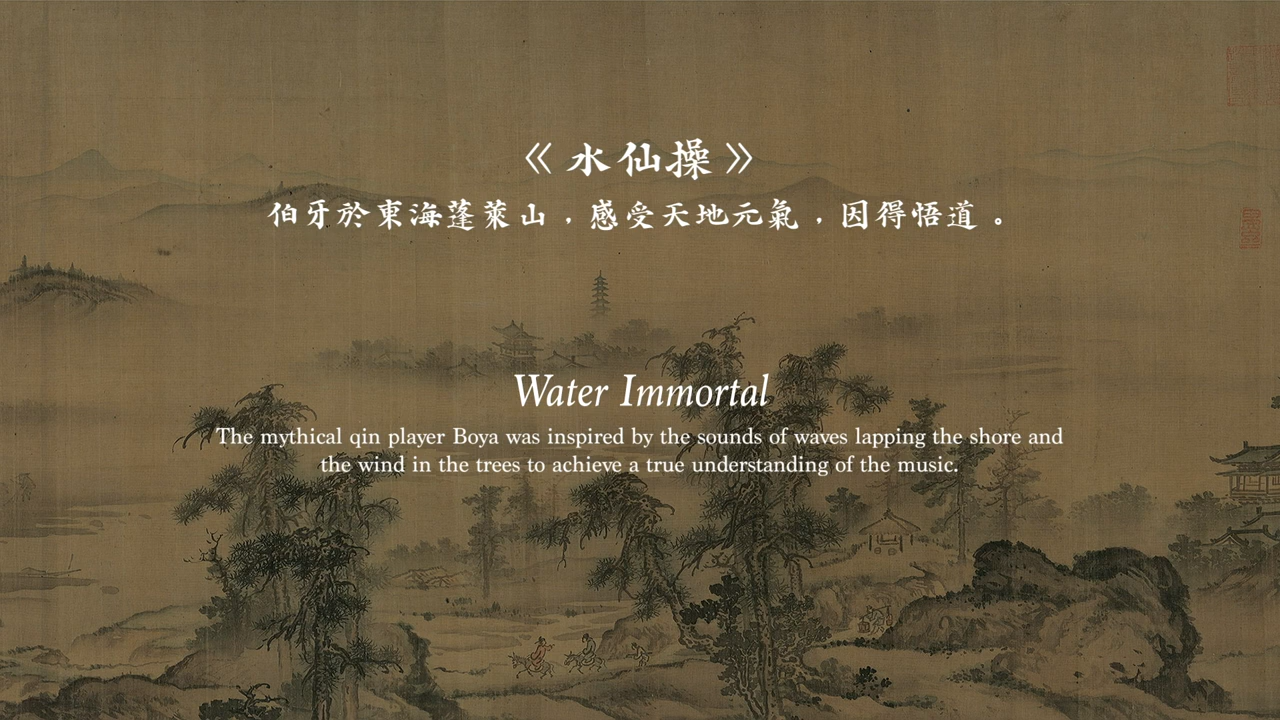 《水仙操》
伯牙於東海蓬萊山，感受天地元氣，因得悟道。
Water Immortal
The mythical qin player Boya was inspired by the sounds of waves lapping the shore and
the wind in the trees to achieve a true understanding of the music.